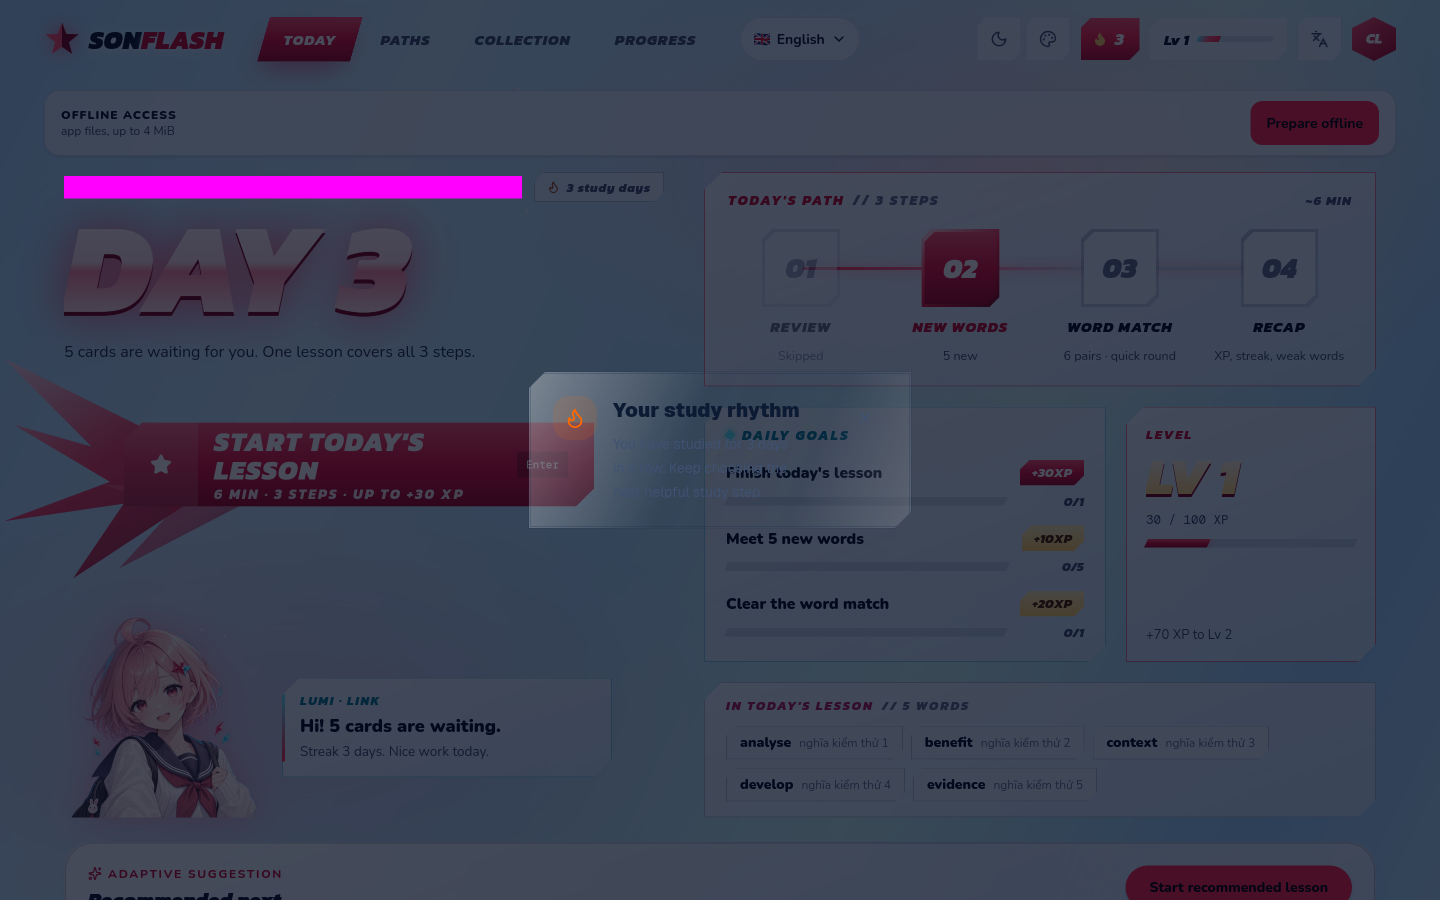 SONFLASH
TODAY
PATHS
COLLECTION
PROGRESS
English
3
Lv 1
CL
OFFLINE ACCESS
app files, up to 4 MiB
Prepare offline
3 study days
DAY 3
5 cards are waiting for you. One lesson covers all 3 steps.
START TODAY'S
LESSON
6 MIN · 3 STEPS · UP TO +30 XP
Enter
TODAY'S PATH // 3 STEPS
~6 MIN
01
02
03
04
REVIEW
NEW WORDS
WORD MATCH
RECAP
Skipped
5 new
6 pairs · quick round
XP, streak, weak words
Your study rhythm
DAILY GOALS
Finish today's lesson
+30XP
0/1
Meet 5 new words
+10XP
0/5
Clear the word match
+20XP
0/1
LEVEL
LV 1
30 / 100 XP
+70 XP to Lv 2
LUMI · LINK
Hi! 5 cards are waiting.
Streak 3 days. Nice work today.
IN TODAY'S LESSON // 5 WORDS
analyse nghĩa kiểm thử 1
benefit nghĩa kiểm thử 2
context nghĩa kiểm thử 3
develop nghĩa kiểm thử 4
evidence nghĩa kiểm thử 5
ADAPTIVE SUGGESTION
Recommended next
Start recommended lesson